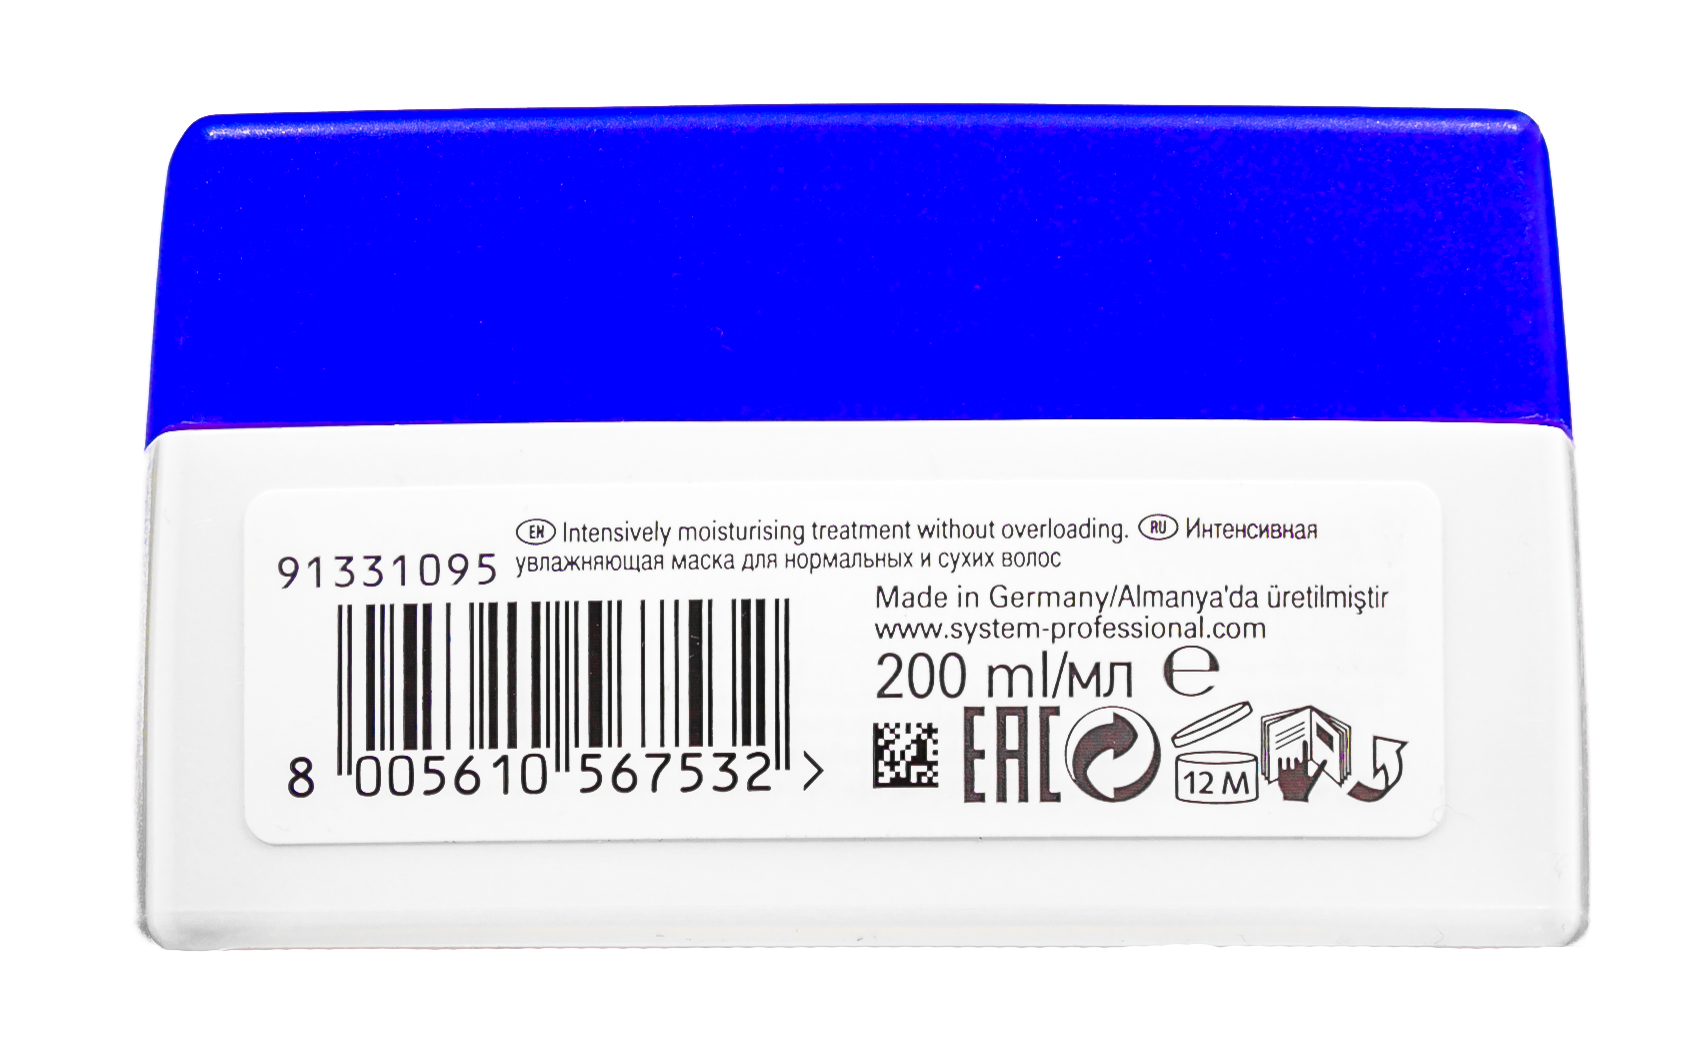 EN Intensively moisturising treatment without overloading. RU Интенсивная
увлажняющая маска для нормальных и сухих волос
91331095
Made in Germany/Almanya'da üretilmiştir
www.system-professional.com
200 ml/мл e
EAC
12 M
8 005610 567532 >